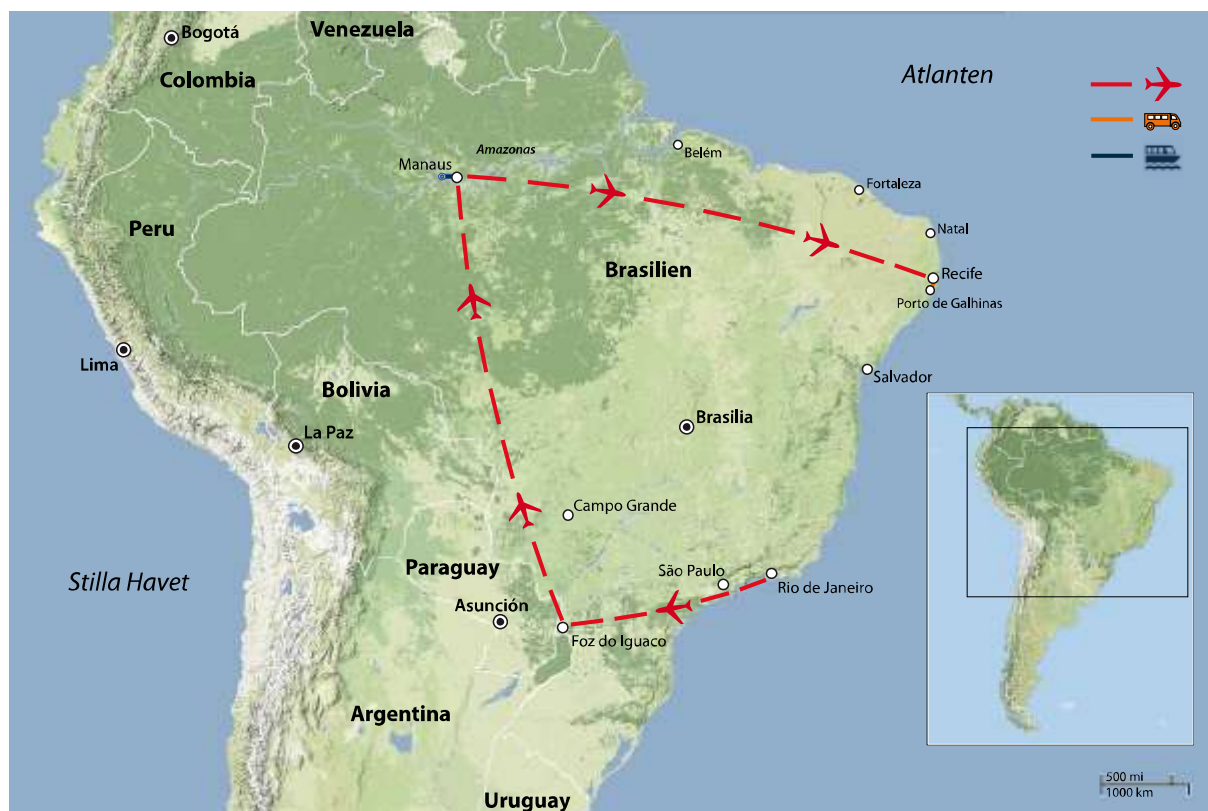 Bogotá
Venezuela
Colombia
Atlanten
Amazonas
Belém
Manaus
Fortaleza
Peru
Natal
Brasilien
Recife
Porto de Galhinas
Lima
Salvador
Bolivia
Brasilia
La Paz
Campo Grande
Stilla Havet
Paraguay
São Paulo
Rio de Janeiro
Asunción
Foz do Iguaco
Argentina
500 mi
1000 km
Uruguay